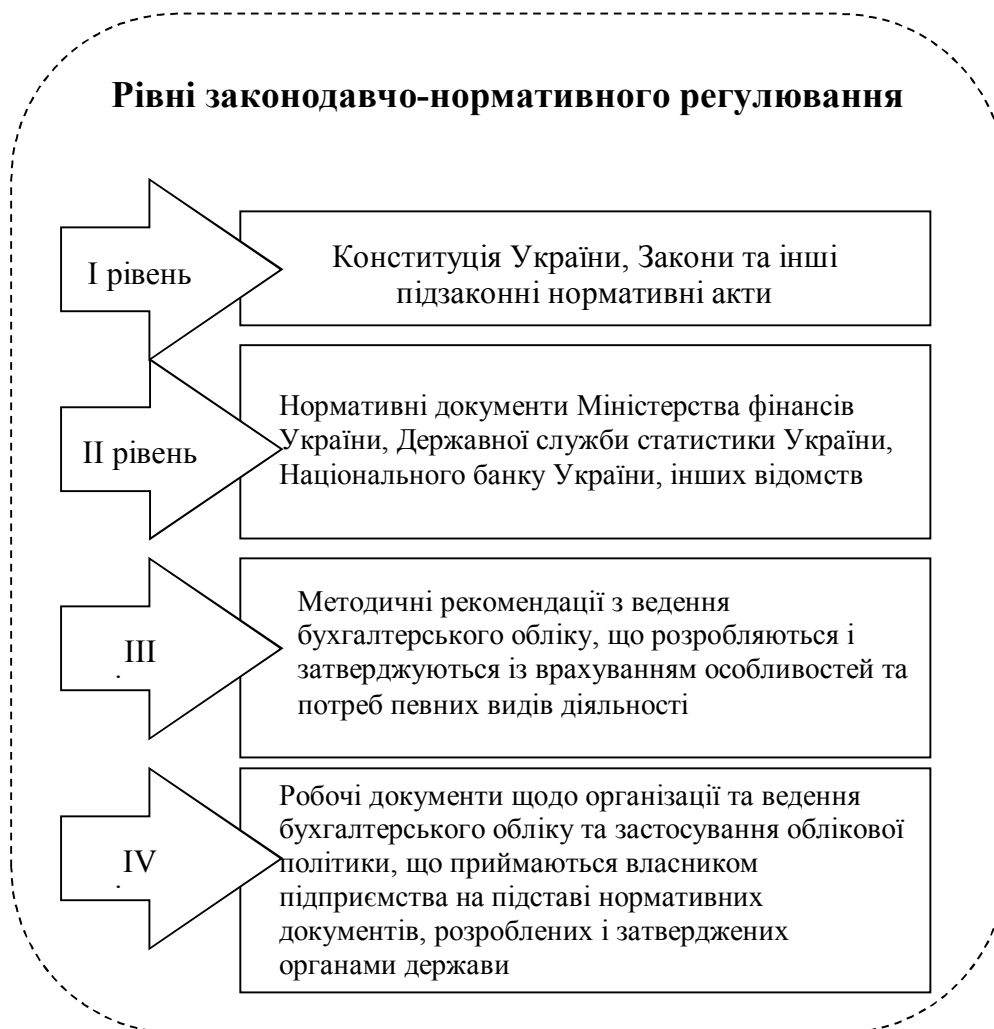 Рівні законодавчо-нормативного регулювання
І рівень
Конституція України, Закони та інші
підзаконні нормативні акти
ІІ рівень
Нормативні документи Міністерства фінансів
України, Державної служби статистики України,
Національного банку України, інших відомств
ІІІ
Методичні рекомендації з ведення
бухгалтерського обліку, що розробляються і
затверджуються із врахуванням особливостей та
потреб певних видів діяльності
IV
Робочі документи щодо організації та ведення
бухгалтерського обліку та застосування облікової
політики, що приймаються власником
підприємства на підставі нормативних
документів, розроблених і затверджених
органами держави